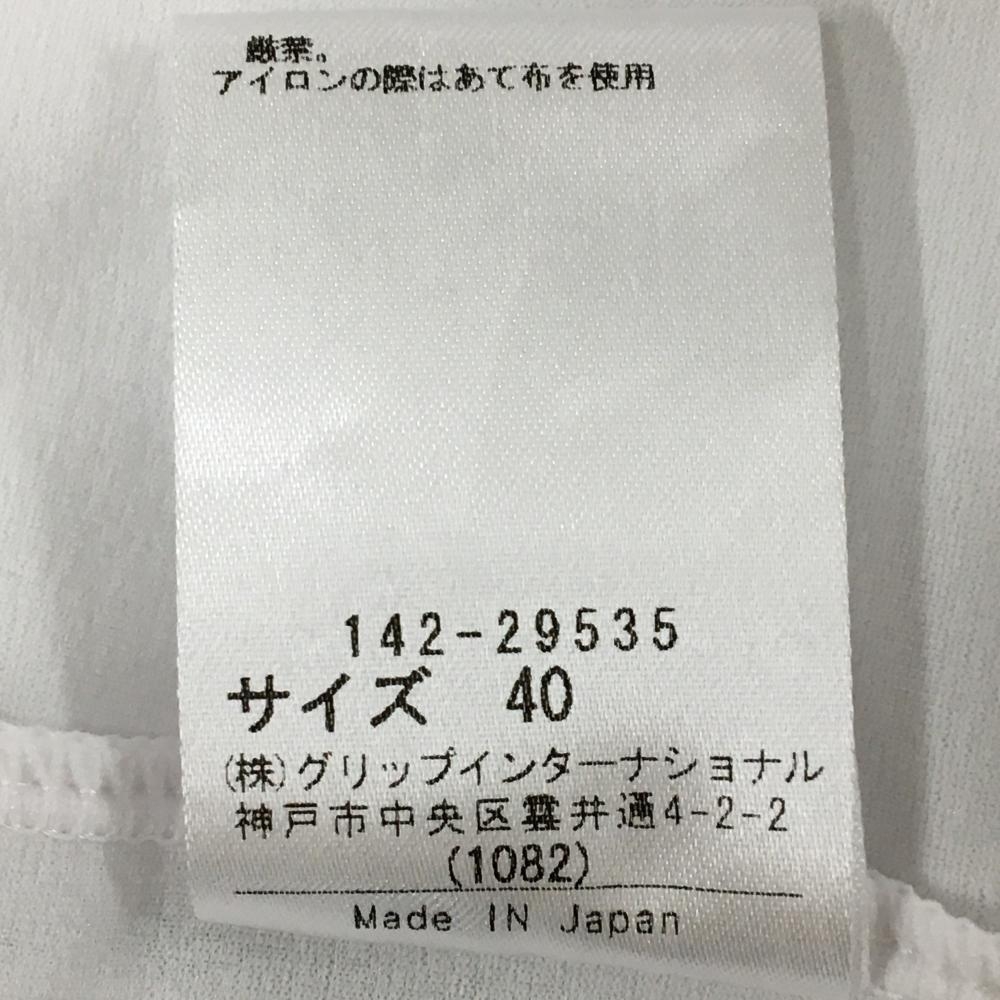 厳禁。
アイロンの際はあて布を使用
142-29535
サイズ 40
(株)グリップインターナショナル
神戸市中央区雲井通4-2-2
(1082)
Made IN Japan